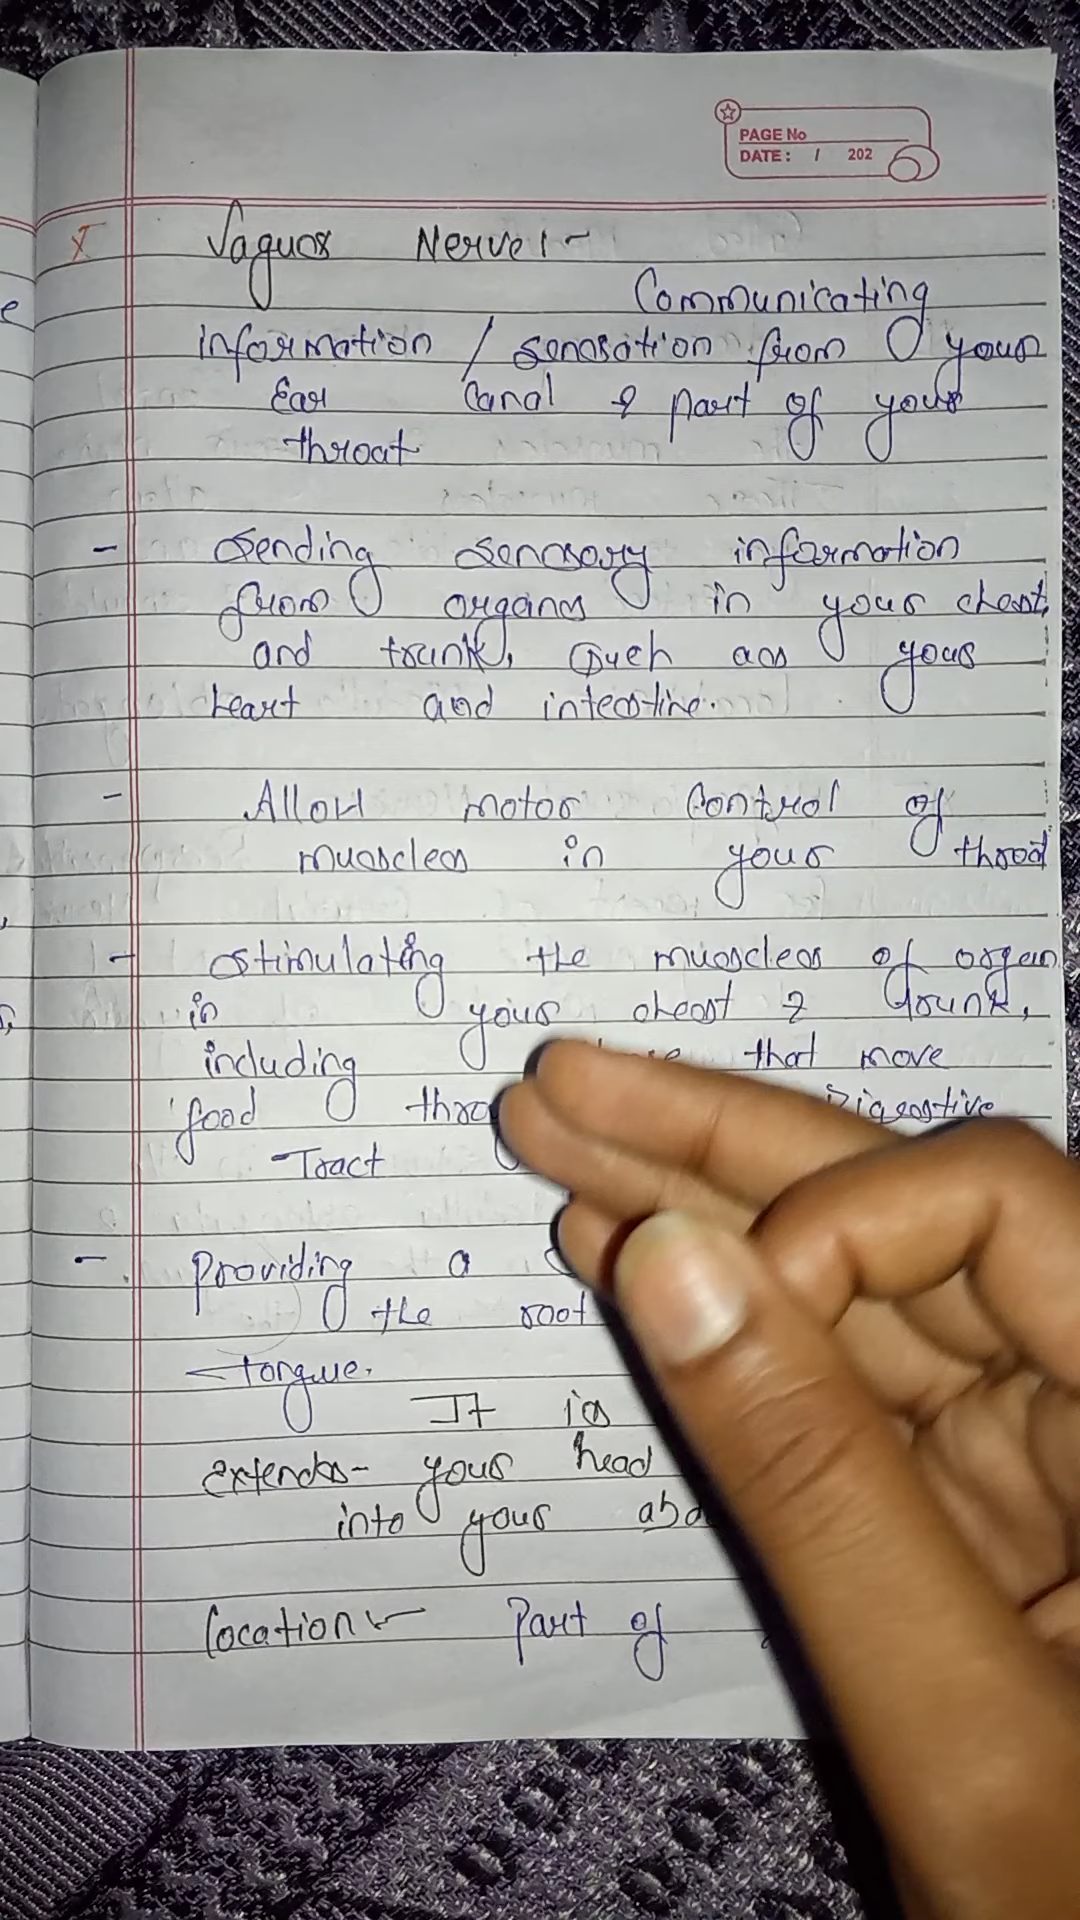 PAGE No
DATE: / 202
X Vagus Nerve :-
Communicating
information / sensation from your
Ear Canal & part of your
throat
- Sending sensory information
from organs in your chest
and trunk, such as your
heart and intestine.
- Allow motor control of
muscles in your throat
- stimulating the muscles of organ
in your chest & trunk,
including that move
food Digestive
Tract
- Providing a
the root
tongue.
It is
extends- your head
into your
Location :- Part of